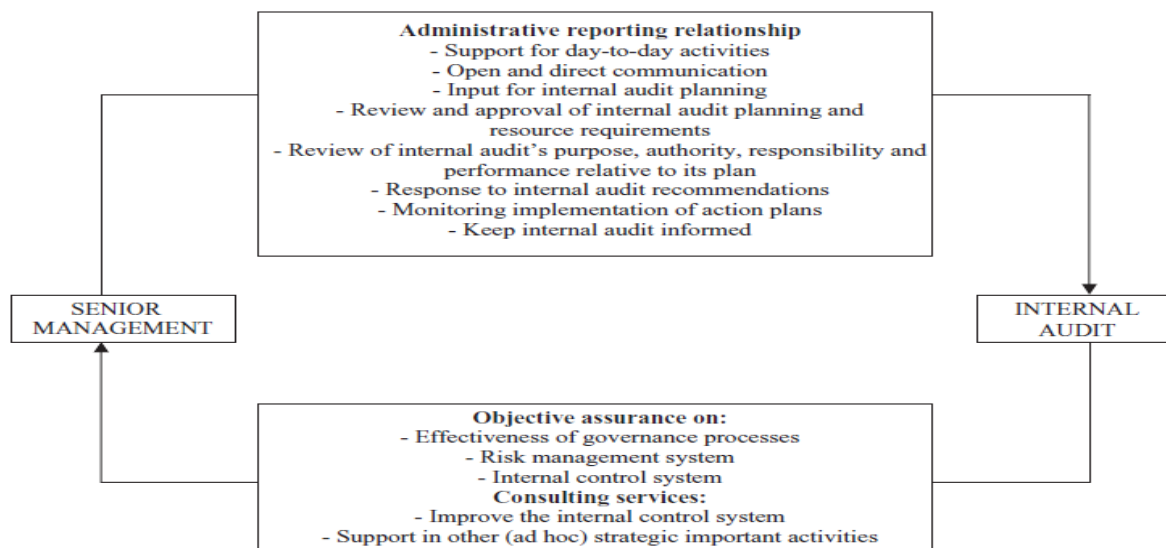 Administrative reporting relationship
- Support for day-to-day activities
- Open and direct communication
- Input for internal audit planning
- Review and approval of internal audit planning and
resource requirements
- Review of internal audit's purpose, authority, responsibility and
performance relative to its plan
- Response to internal audit recommendations
- Monitoring implementation of action plans
- Keep internal audit informed
SENIOR
MANAGEMENT
INTERNAL
AUDIT
Objective assurance on:
- Effectiveness of governance processes
- Risk management system
- Internal control system
Consulting services:
- Improve the internal control system
- Support in other (ad hoc) strategic important activities